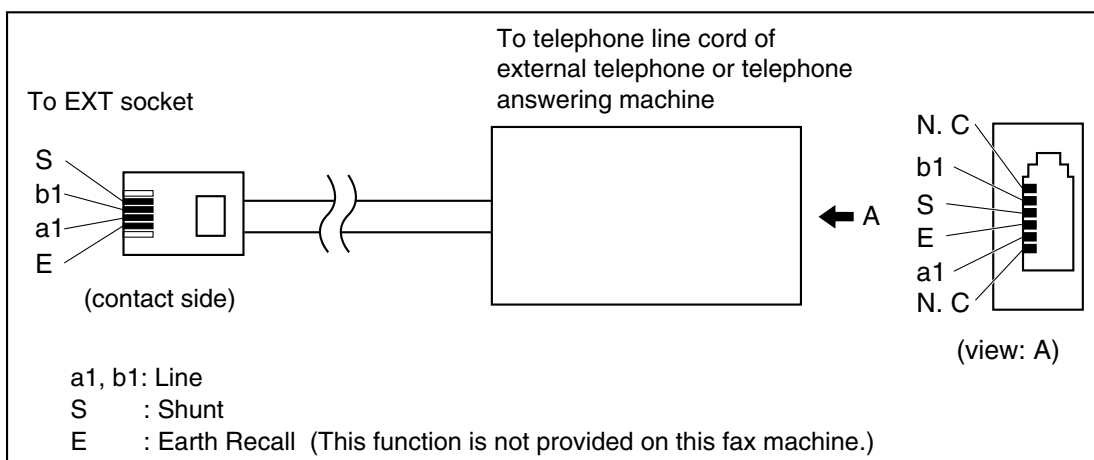 To telephone line cord of
external telephone or telephone
answering machine
To EXT socket
S
b1
a1
E
(contact side)
A
N. C
b1
S
E
a1
N. C
(view: A)
a1, b1: Line
S : Shunt
E : Earth Recall (This function is not provided on this fax machine.)